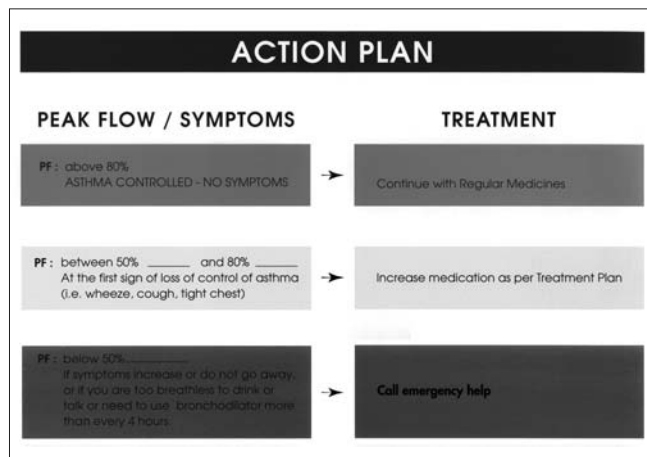 ACTION PLAN
PEAK FLOW / SYMPTOMS
TREATMENT
PF : above 80%
ASTHMA CONTROLLED - NO SYMPTOMS
Continue with Regular Medicines
PF : between 50% ______ and 80% ______
At the first sign of loss of control of asthma
(i.e. wheeze, cough, tight chest)
Increase medication as per Treatment Plan
PF : below 50% ______
If symptoms increase or do not go away,
or if you are too breathless to drink or
talk or need to use bronchodilator more
than every 4 hours.
Call emergency help